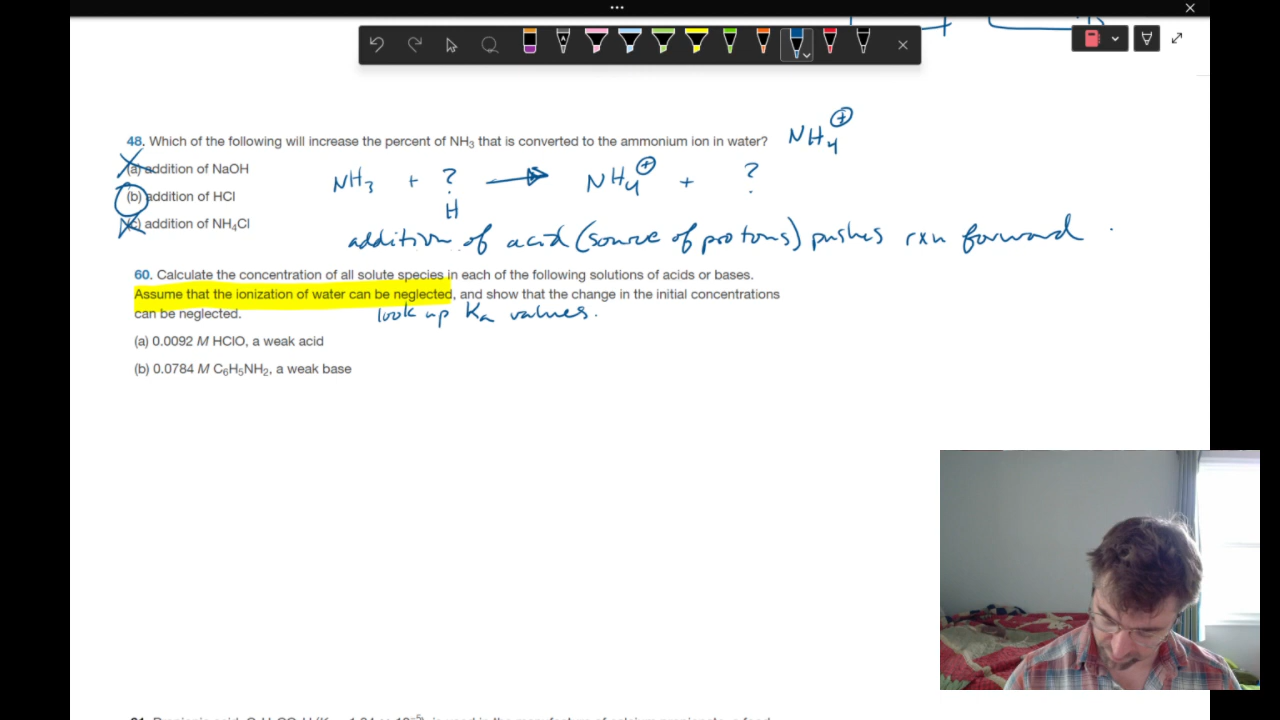 48. Which of the following will increase the percent of NH₃ that is converted to the ammonium ion in water? NH₄⊕
(a) addition of NaOH
NH₃ + ? → NH₄⊕ + ?
(b) addition of HCl
H
(c) addition of NH₄Cl
addition of acid (source of protons) pushes rxn forward
60. Calculate the concentration of all solute species in each of the following solutions of acids or bases.
Assume that the ionization of water can be neglected, and show that the change in the initial concentrations
can be neglected. look up Ka values.
(a) 0.0092 M HClO, a weak acid
(b) 0.0784 M C₆H₅NH₂, a weak base